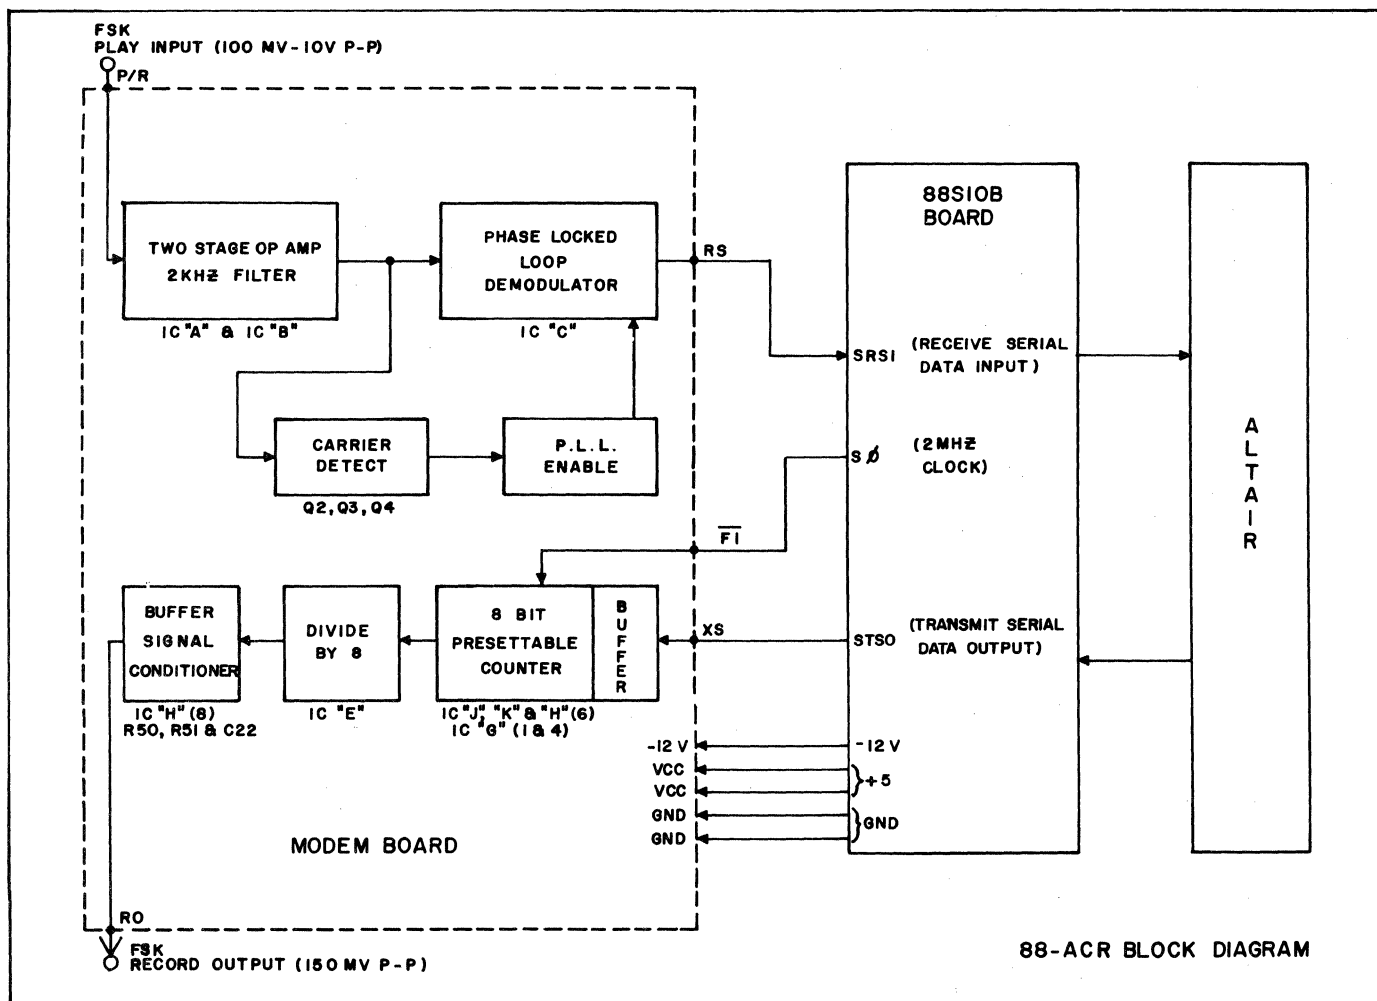 FSK
PLAY INPUT (100 MV-10V P-P)
P/R
TWO STAGE OP AMP
2KHZ FILTER
IC "A" & IC "B"
PHASE LOCKED
LOOP
DEMODULATOR
IC "C"
RS
CARRIER
DETECT
Q2, Q3, Q4
P.L.L.
ENABLE
F1
BUFFER
SIGNAL
CONDITIONER
IC "H" (8)
R50, R51 & C22
DIVIDE
BY 8
IC "E"
8 BIT
PRESETTABLE
COUNTER
BUFFER
IC "J", "K" & "H" (6)
IC "G" (1 & 4)
XS
-12 V
VCC
VCC
GND
GND
MODEM BOARD
RO
FSK
RECORD OUTPUT (150 MV P-P)
88SIOB
BOARD
SRSI (RECEIVE SERIAL
DATA INPUT)
SØ (2MHZ
CLOCK)
STSO (TRANSMIT SERIAL
DATA OUTPUT)
-12 V
+5
GND
ALTAIR
88-ACR BLOCK DIAGRAM